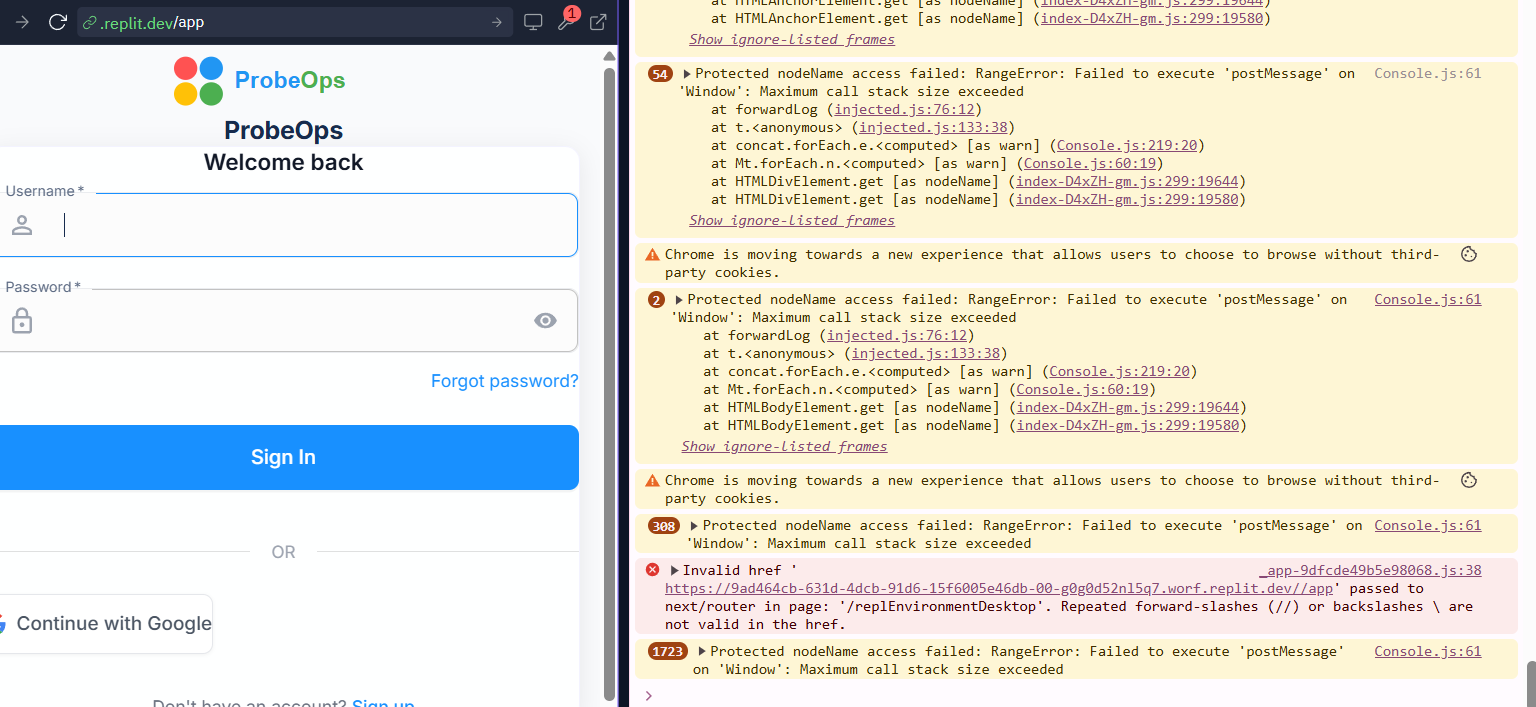 .replit.dev/app
1
ProbeOps
ProbeOps
Welcome back
Username *
Password *
Forgot password?
Sign In
OR
Continue with Google
Don't have an account? Sign up
at HTMLAnchorElement.get [as nodeName] (index-D4xZH-gm.js:299:19644)
at HTMLAnchorElement.get [as nodeName] (index-D4xZH-gm.js:299:19580)
Show ignore-listed frames
54 Protected nodeName access failed: RangeError: Failed to execute 'postMessage' on Console.js:61
'Window': Maximum call stack size exceeded
at forwardLog (injected.js:76:12)
at t.<anonymous> (injected.js:133:38)
at concat.forEach.e.<computed> [as warn] (Console.js:219:20)
at Mt.forEach.n.<computed> [as warn] (Console.js:60:19)
at HTMLDivElement.get [as nodeName] (index-D4xZH-gm.js:299:19644)
at HTMLDivElement.get [as nodeName] (index-D4xZH-gm.js:299:19580)
Show ignore-listed frames
Chrome is moving towards a new experience that allows users to choose to browse without third-
party cookies.
2 Protected nodeName access failed: RangeError: Failed to execute 'postMessage' on Console.js:61
'Window': Maximum call stack size exceeded
at forwardLog (injected.js:76:12)
at t.<anonymous> (injected.js:133:38)
at concat.forEach.e.<computed> [as warn] (Console.js:219:20)
at Mt.forEach.n.<computed> [as warn] (Console.js:60:19)
at HTMLBodyElement.get [as nodeName] (index-D4xZH-gm.js:299:19644)
at HTMLBodyElement.get [as nodeName] (index-D4xZH-gm.js:299:19580)
Show ignore-listed frames
Chrome is moving towards a new experience that allows users to choose to browse without third-
party cookies.
308 Protected nodeName access failed: RangeError: Failed to execute 'postMessage' on Console.js:61
'Window': Maximum call stack size exceeded
Invalid href ' _app-9dfcde49b5e98068.js:38
https://9ad464cb-631d-4dcb-91d6-15f6005e46db-00-g0g0d52nl5q7.worf.replit.dev//app' passed to
next/router in page: '/replEnvironmentDesktop'. Repeated forward-slashes (//) or backslashes \ are
not valid in the href.
1723 Protected nodeName access failed: RangeError: Failed to execute 'postMessage' Console.js:61
on 'Window': Maximum call stack size exceeded